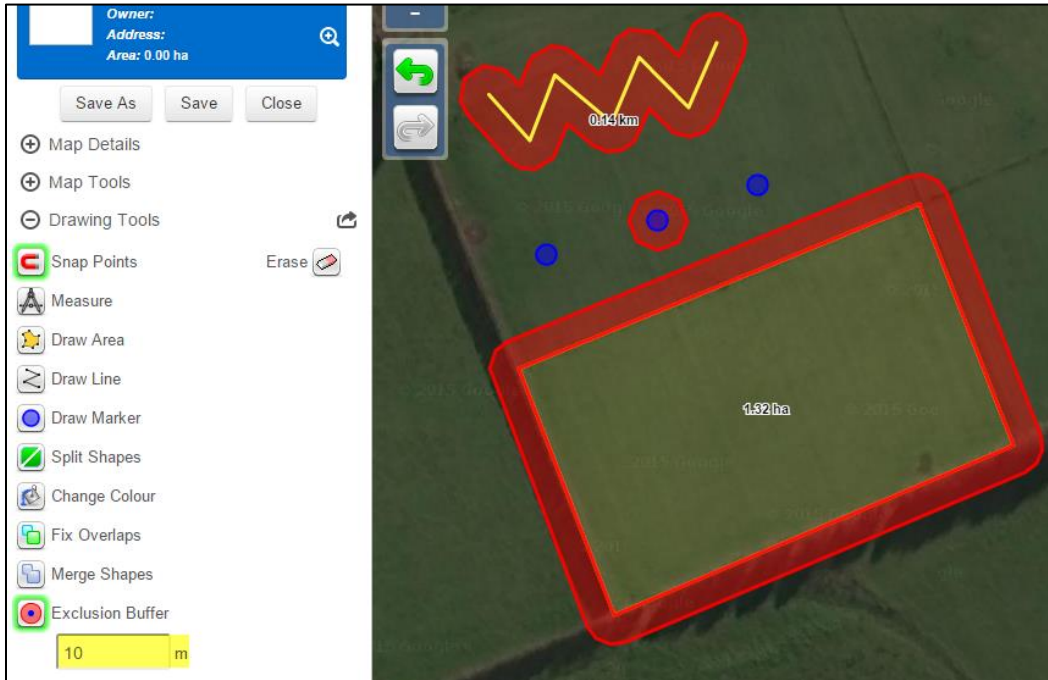 Owner:
Address:
Area: 0.00 ha
Save As Save Close
Map Details
Map Tools
Drawing Tools
Snap Points Erase
Measure
Draw Area
Draw Line
Draw Marker
Split Shapes
Change Colour
Fix Overlaps
Merge Shapes
Exclusion Buffer
10 m
0.14 km
1.32 ha